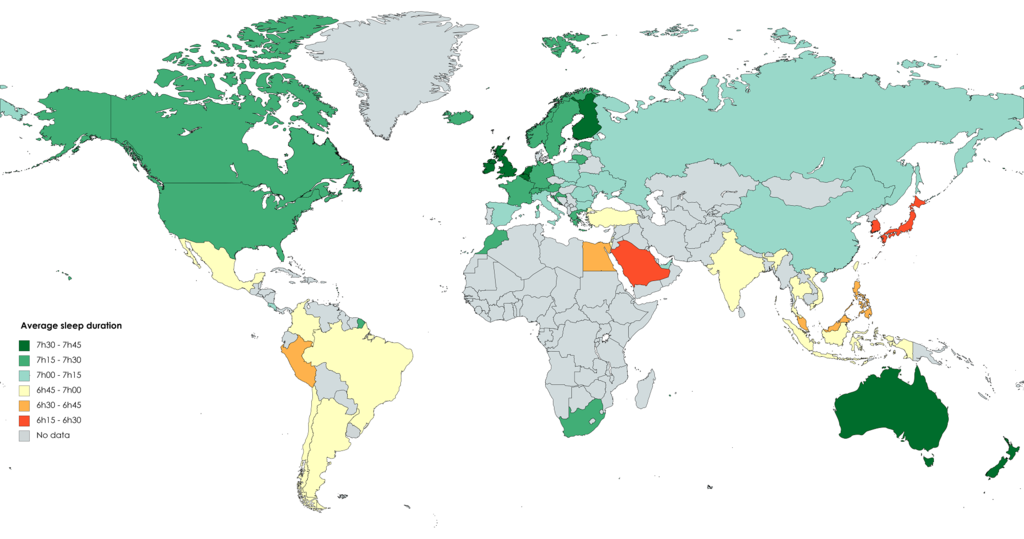 Average sleep duration
7h30 - 7h45
7h15 - 7h30
7h00 - 7h15
6h45 - 7h00
6h30 - 6h45
6h15 - 6h30
No data